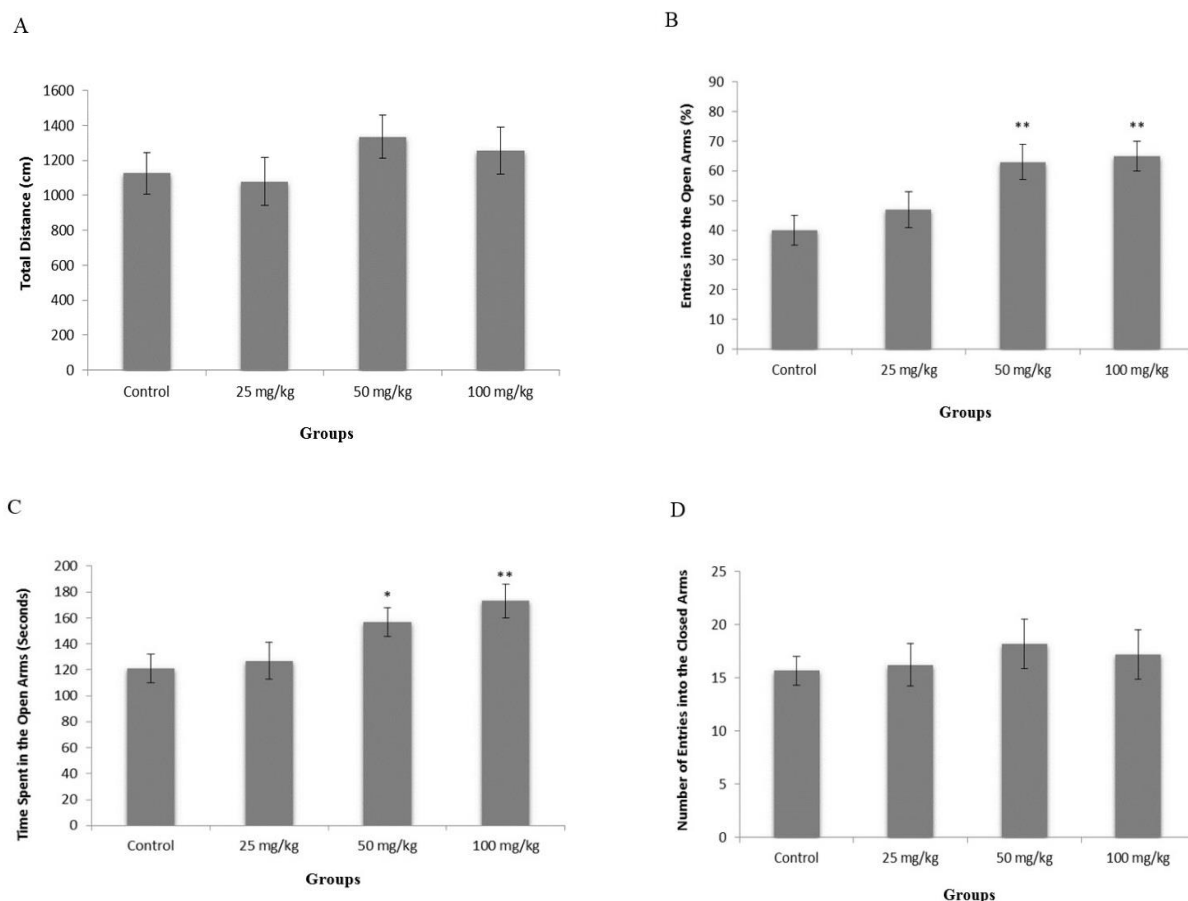 A
Total Distance (cm)
1600
1400
1200
1000
800
600
400
200
0
Control 25 mg/kg 50 mg/kg 100 mg/kg
Groups
B
Entries into the Open Arms (%)
90
80
70
60
50
40
30
20
10
0
** **
Control 25 mg/kg 50 mg/kg 100 mg/kg
Groups
C
Time Spent in the Open Arms (Seconds)
200
180
160
140
120
100
80
60
40
20
0
* **
Control 25 mg/kg 50 mg/kg 100 mg/kg
Groups
D
Number of Entries into the Closed Arms
25
20
15
10
5
0
Control 25 mg/kg 50 mg/kg 100 mg/kg
Groups